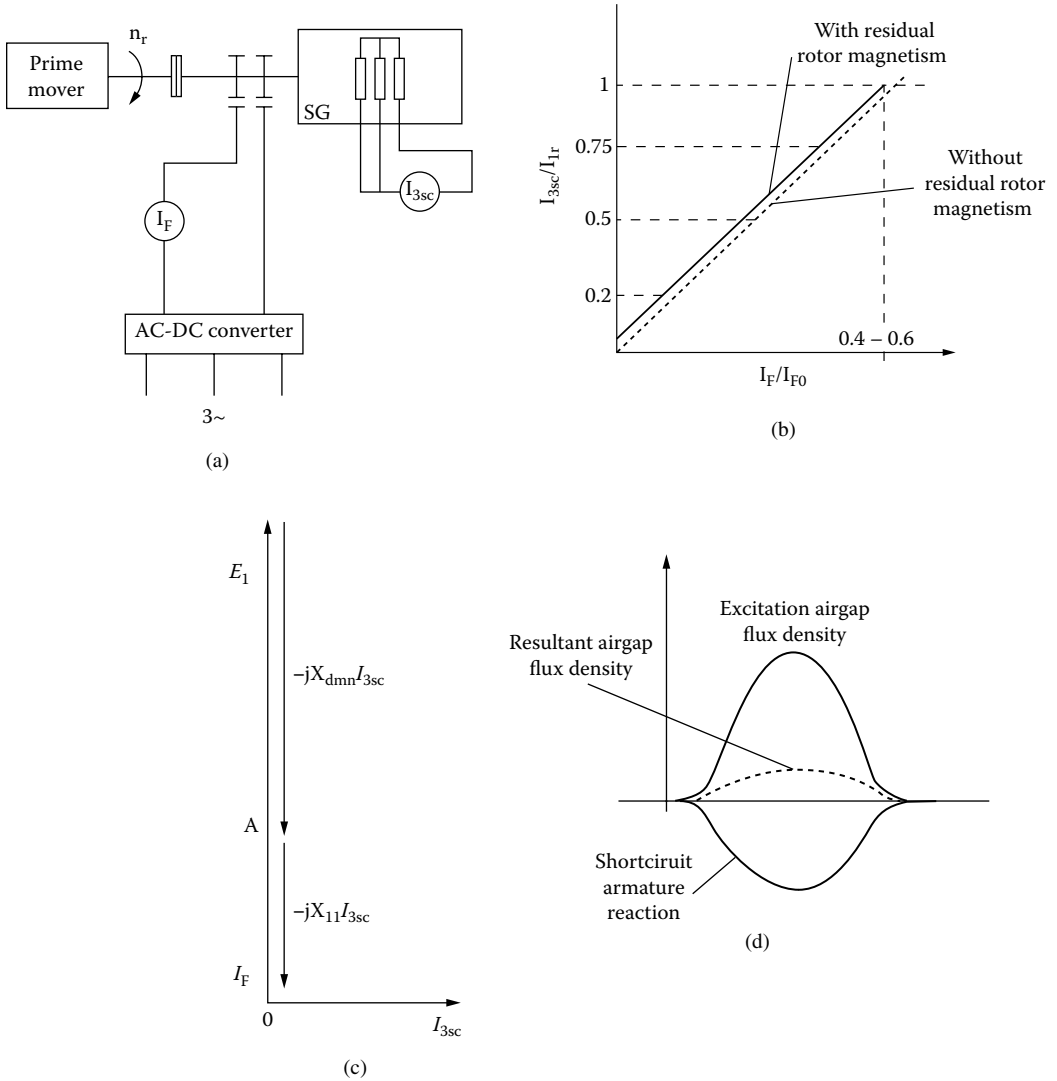 Prime
mover
n_r
SG
I_3sc
I_F
AC-DC converter
3~
(a)
I_3sc/I_1r
1
0.75
0.5
0.2
With residual
rotor magnetism
Without
residual rotor
magnetism
0.4 – 0.6
I_F/I_F0
(b)
E_1
–jX_dmn I_3sc
A
–jX_11 I_3sc
I_F
0
I_3sc
(c)
Excitation airgap
flux density
Resultant airgap
flux density
Shortciruit
armature
reaction
(d)